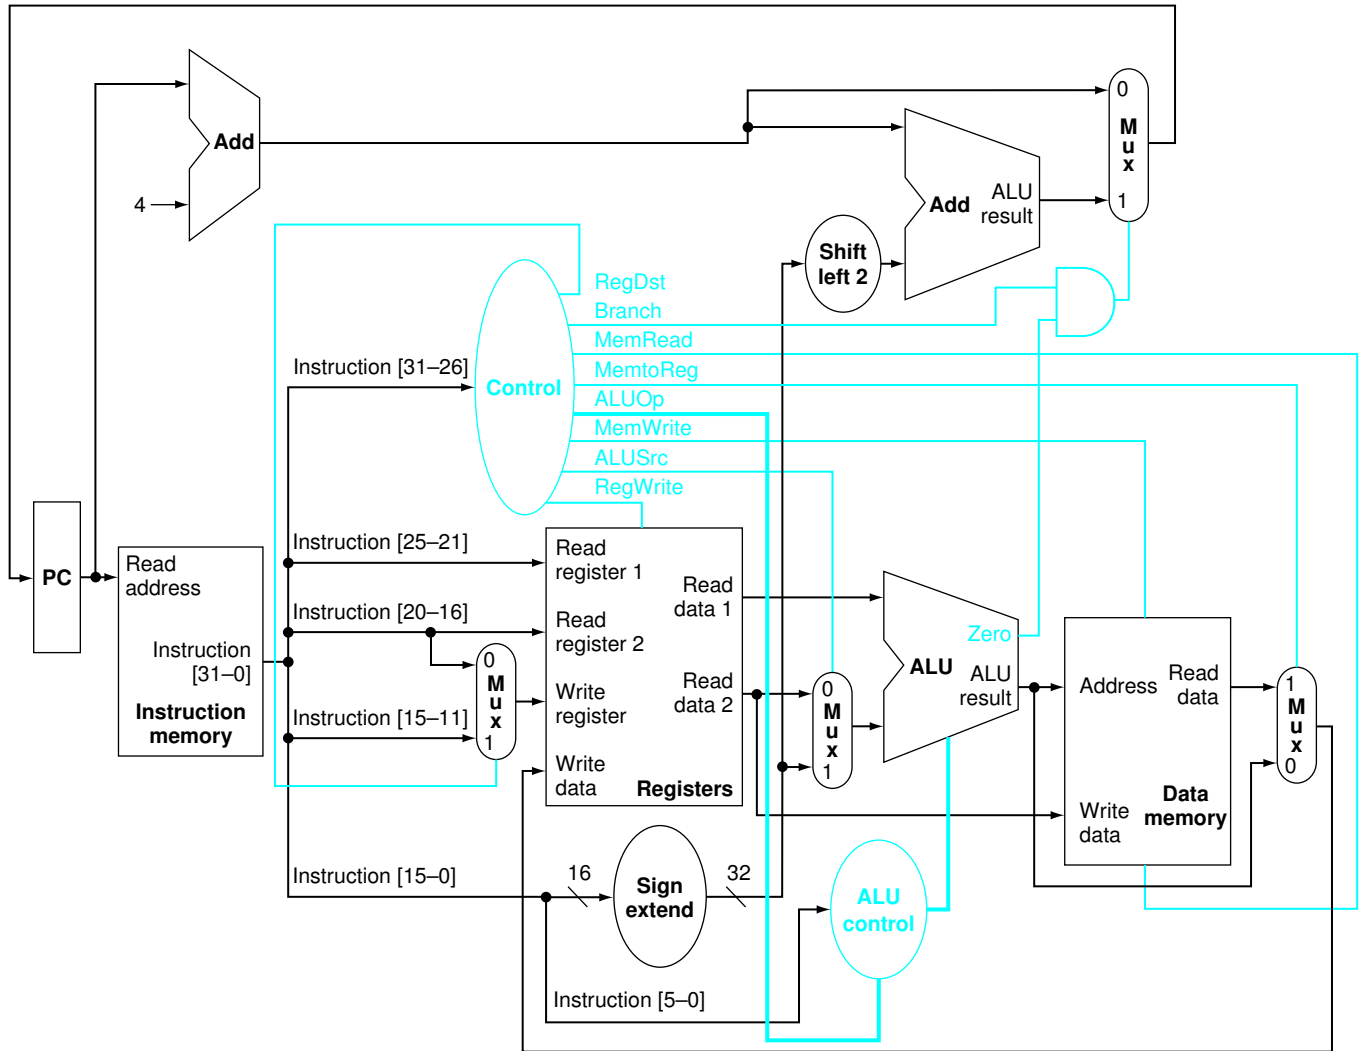 0
M
u
x
1
Add
ALU
Add
result
4
Shift
left 2
RegDst
Branch
MemRead
Instruction [31–26]
MemtoReg
Control
ALUOp
MemWrite
ALUSrc
RegWrite
Instruction [25–21]
Read
register 1
PC
Read
address
Read
data 1
Instruction [20–16]
Read
register 2
Zero
Instruction
[31–0]
0
M
u
x
1
ALU
ALU
result
Read
data 2
Address
Read
data
Write
register
0
M
u
x
1
1
M
u
x
0
Instruction
memory
Instruction [15–11]
Write
data
Registers
Data
memory
Write
data
Instruction [15–0]
16
Sign
extend
32
ALU
control
Instruction [5–0]